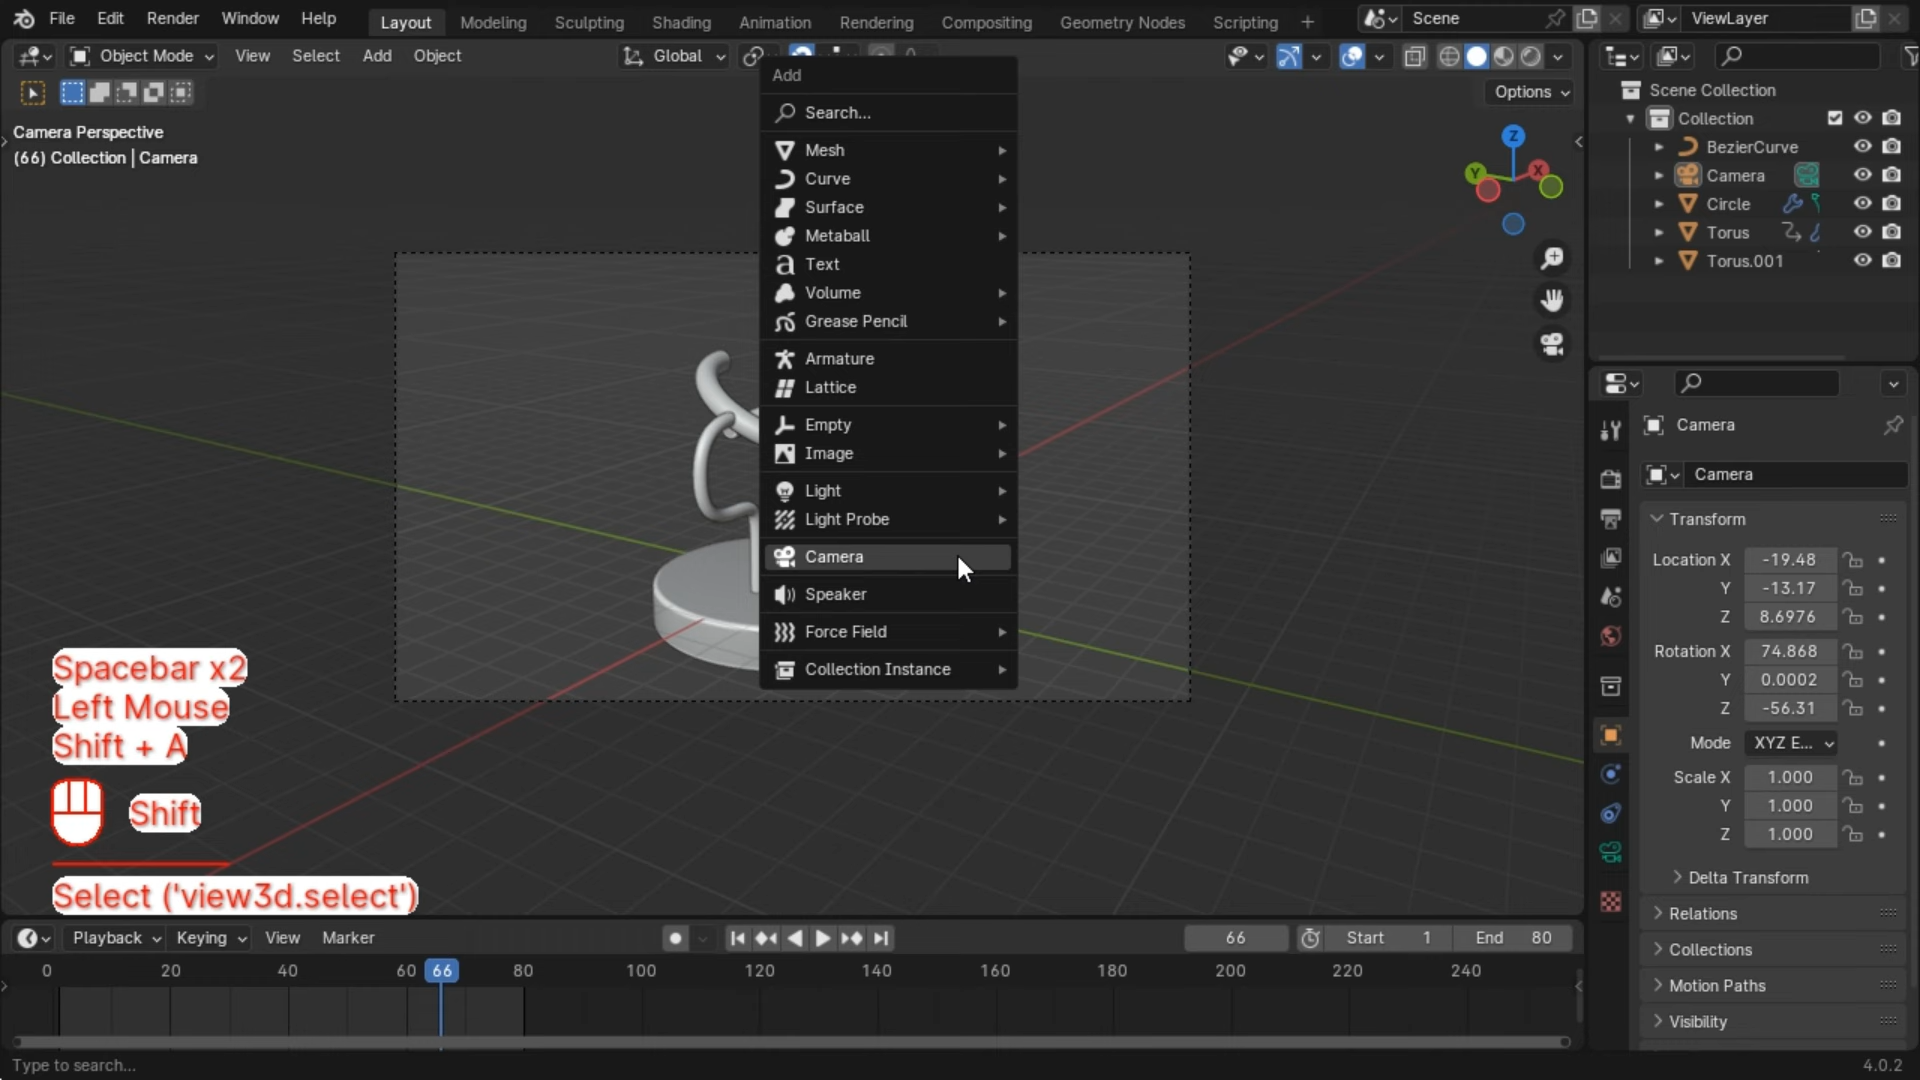 File Edit Render Window Help Layout Modeling Sculpting Shading Animation Rendering Compositing Geometry Nodes Scripting + Scene ViewLayer
Object Mode View Select Add Object Global
Options
Camera Perspective
(66) Collection | Camera
Add
Search...
Mesh
Curve
Surface
Metaball
Text
Volume
Grease Pencil
Armature
Lattice
Empty
Image
Light
Light Probe
Camera
Speaker
Force Field
Collection Instance
Z
Y
X
Spacebar x2
Left Mouse
Shift + A
Shift
Select ('view3d.select')
Scene Collection
Collection
BezierCurve
Camera
Circle
Torus
Torus.001
Camera
Camera
Transform
Location X -19.48
Y -13.17
Z 8.6976
Rotation X 74.868
Y 0.0002
Z -56.31
Mode XYZ E...
Scale X 1.000
Y 1.000
Z 1.000
Delta Transform
Relations
Collections
Motion Paths
Visibility
Playback Keying View Marker 66 Start 1 End 80
0 20 40 60 66 80 100 120 140 160 180 200 220 240
Type to search... 4.0.2